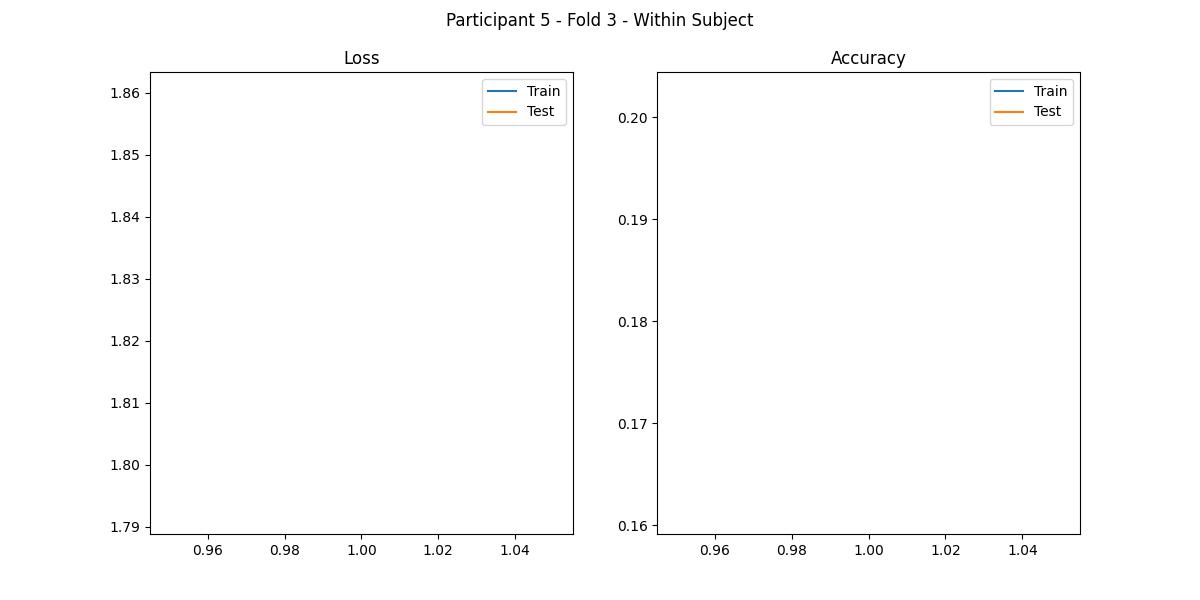 Participant 5 - Fold 3 - Within Subject
Loss
Train
Test
1.86
1.85
1.84
1.83
1.82
1.81
1.80
1.79
0.96 0.98 1.00 1.02 1.04
Accuracy
Train
Test
0.20
0.19
0.18
0.17
0.16
0.96 0.98 1.00 1.02 1.04